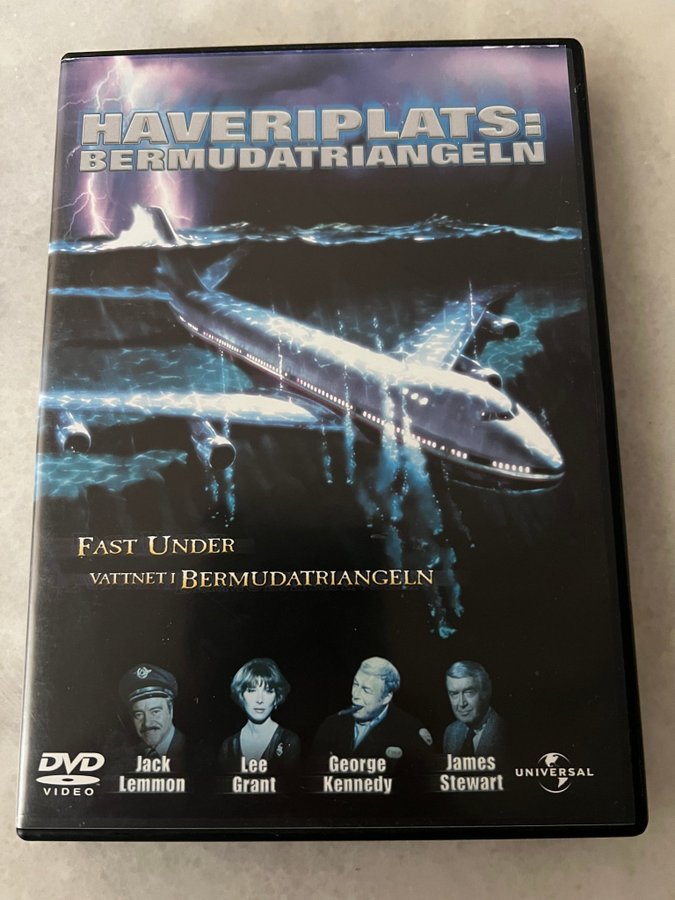 HAVERIPLATS:
BERMUDATRIANGELN
FAST UNDER
VATTNET I BERMUDATRIANGELN
Jack Lemmon
Lee Grant
George Kennedy
James Stewart
DVD VIDEO
UNIVERSAL